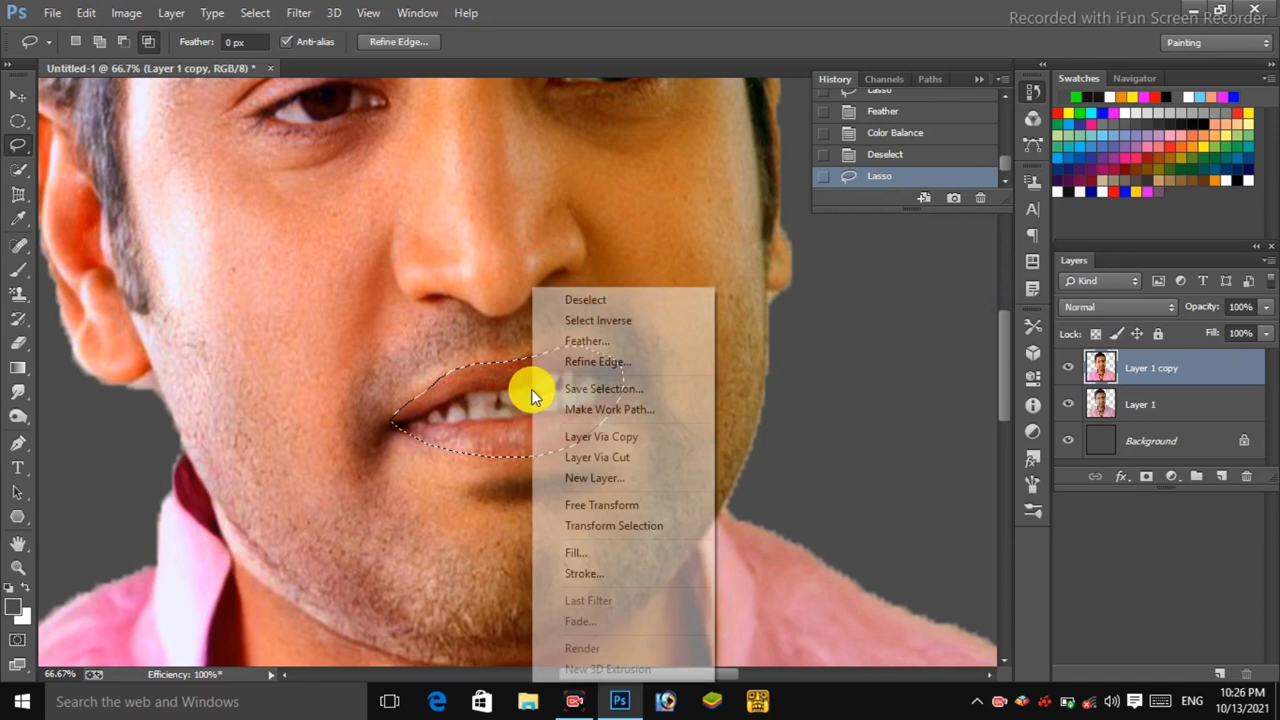 Ps File Edit Image Layer Type Select Filter 3D View Window Help
Recorded with iFun Screen Recorder
Feather: 0 px Anti-alias Refine Edge... Painting
Untitled-1 @ 66.7% (Layer 1 copy, RGB/8) * ×
History Channels Paths
Lasso
Feather
Color Balance
Deselect
Lasso
Swatches Navigator
Layers
Kind
Normal Opacity: 100%
Lock: Fill: 100%
Layer 1 copy
Layer 1
Background
Deselect
Select Inverse
Feather...
Refine Edge...
Save Selection...
Make Work Path...
Layer Via Copy
Layer Via Cut
New Layer...
Free Transform
Transform Selection
Fill...
Stroke...
Last Filter
Fade...
Render
New 3D Extrusion
66.67% Efficiency: 100%*
Search the web and Windows
ENG
10:26 PM
10/13/2021